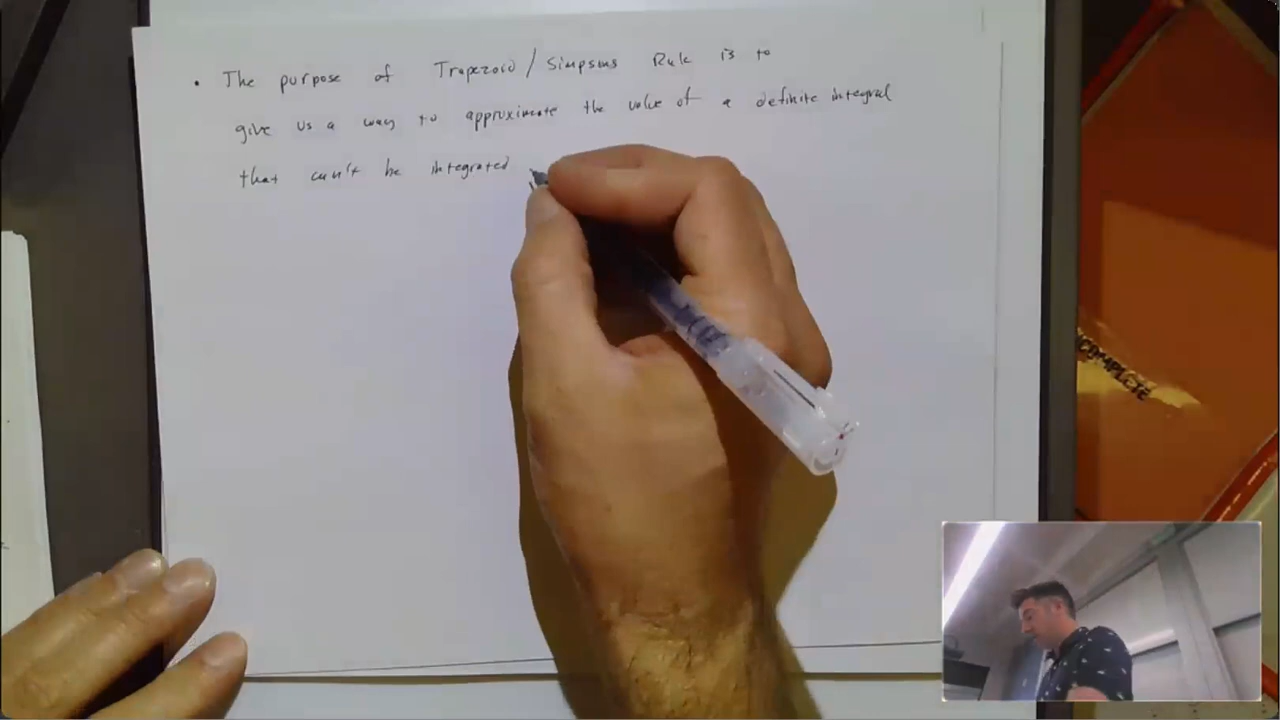 • The purpose of Trapezoid/Simpsons Rule is to
give us a way to approximate the value of a definite integral
that can't be integrated
NCOMPLETE